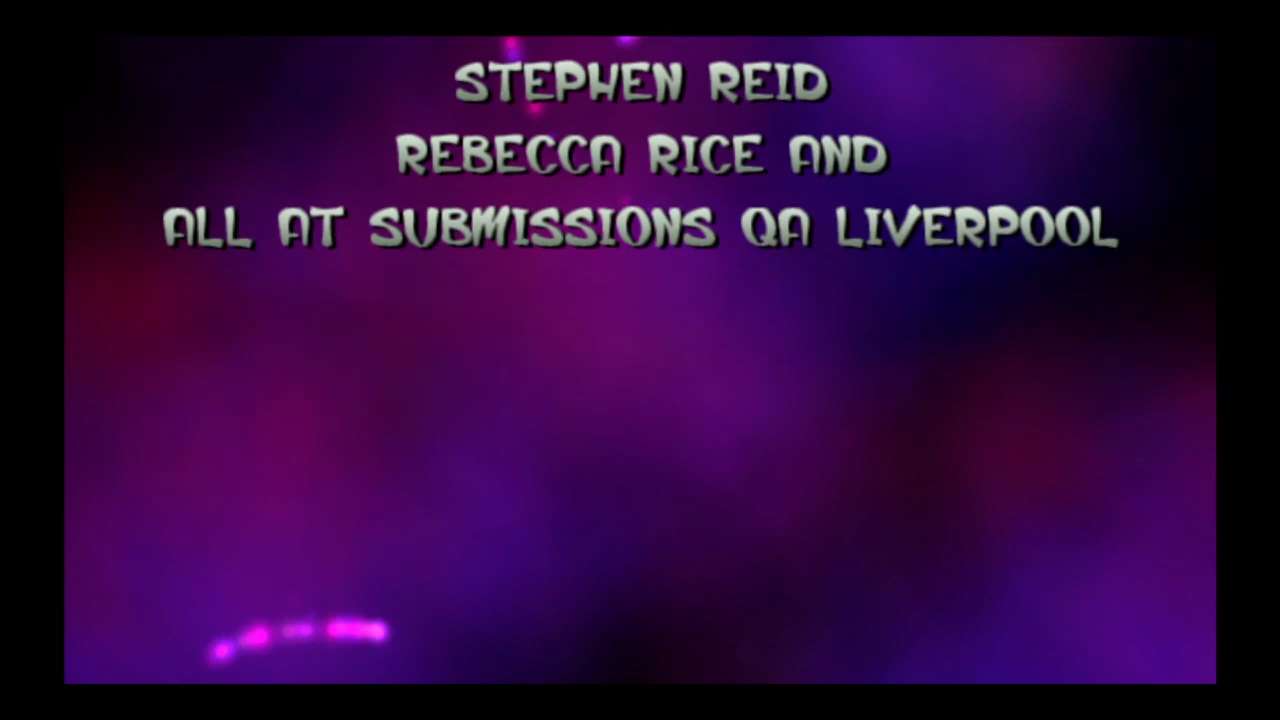 STEPHEN REID
REBECCA RICE AND
ALL AT SUBMISSIONS QA LIVERPOOL